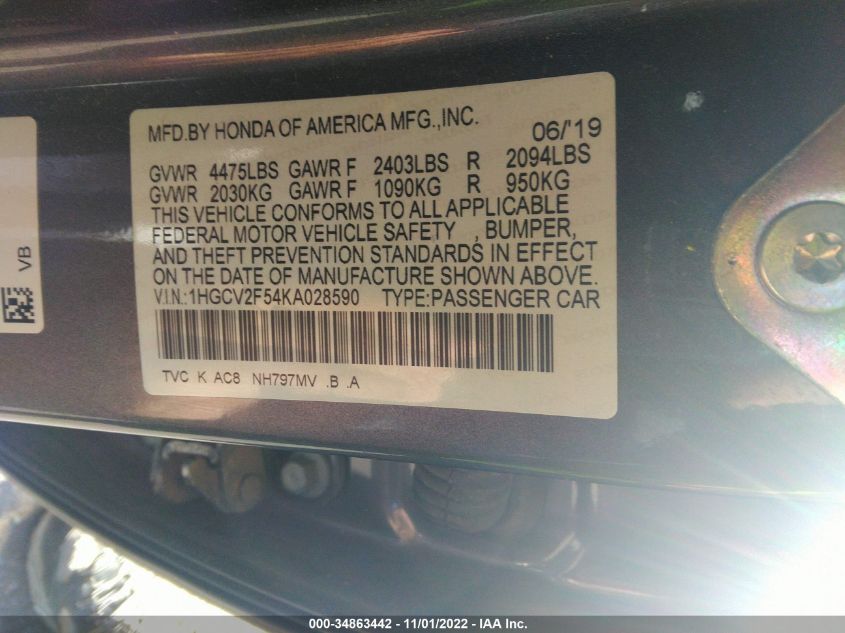 MFD.BY HONDA OF AMERICA MFG.,INC. 06/'19
GVWR 4475LBS GAWR F 2403LBS R 2094LBS
GVWR 2030KG GAWR F 1090KG R 950KG
THIS VEHICLE CONFORMS TO ALL APPLICABLE
FEDERAL MOTOR VEHICLE SAFETY , BUMPER,
AND THEFT PREVENTION STANDARDS IN EFFECT
ON THE DATE OF MANUFACTURE SHOWN ABOVE.
V.I.N.:1HGCV2F54KA028590 TYPE:PASSENGER CAR
TVC K AC8 NH797MV .B .A
VB
000-34863442 - 11/01/2022 - IAA Inc.